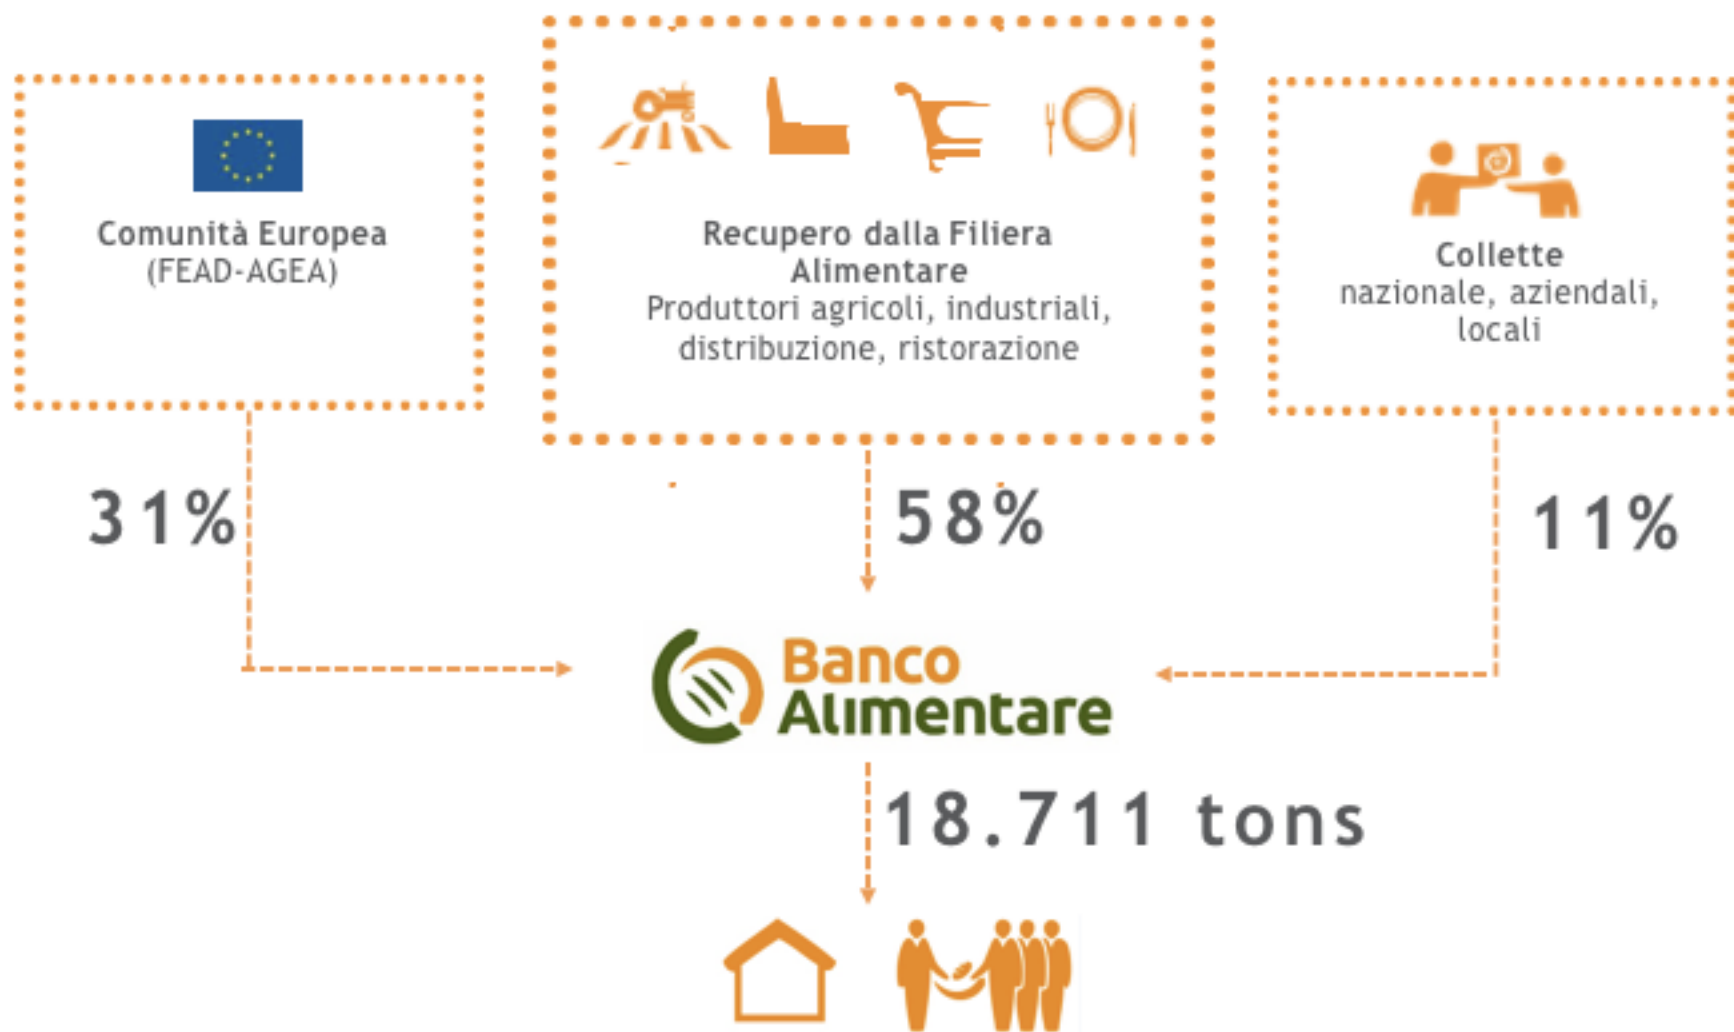 Comunità Europea
(FEAD-AGEA)
Recupero dalla Filiera
Alimentare
Produttori agricoli, industriali,
distribuzione, ristorazione
Collette
nazionale, aziendali,
locali
31%
58%
11%
Banco
Alimentare
18.711 tons